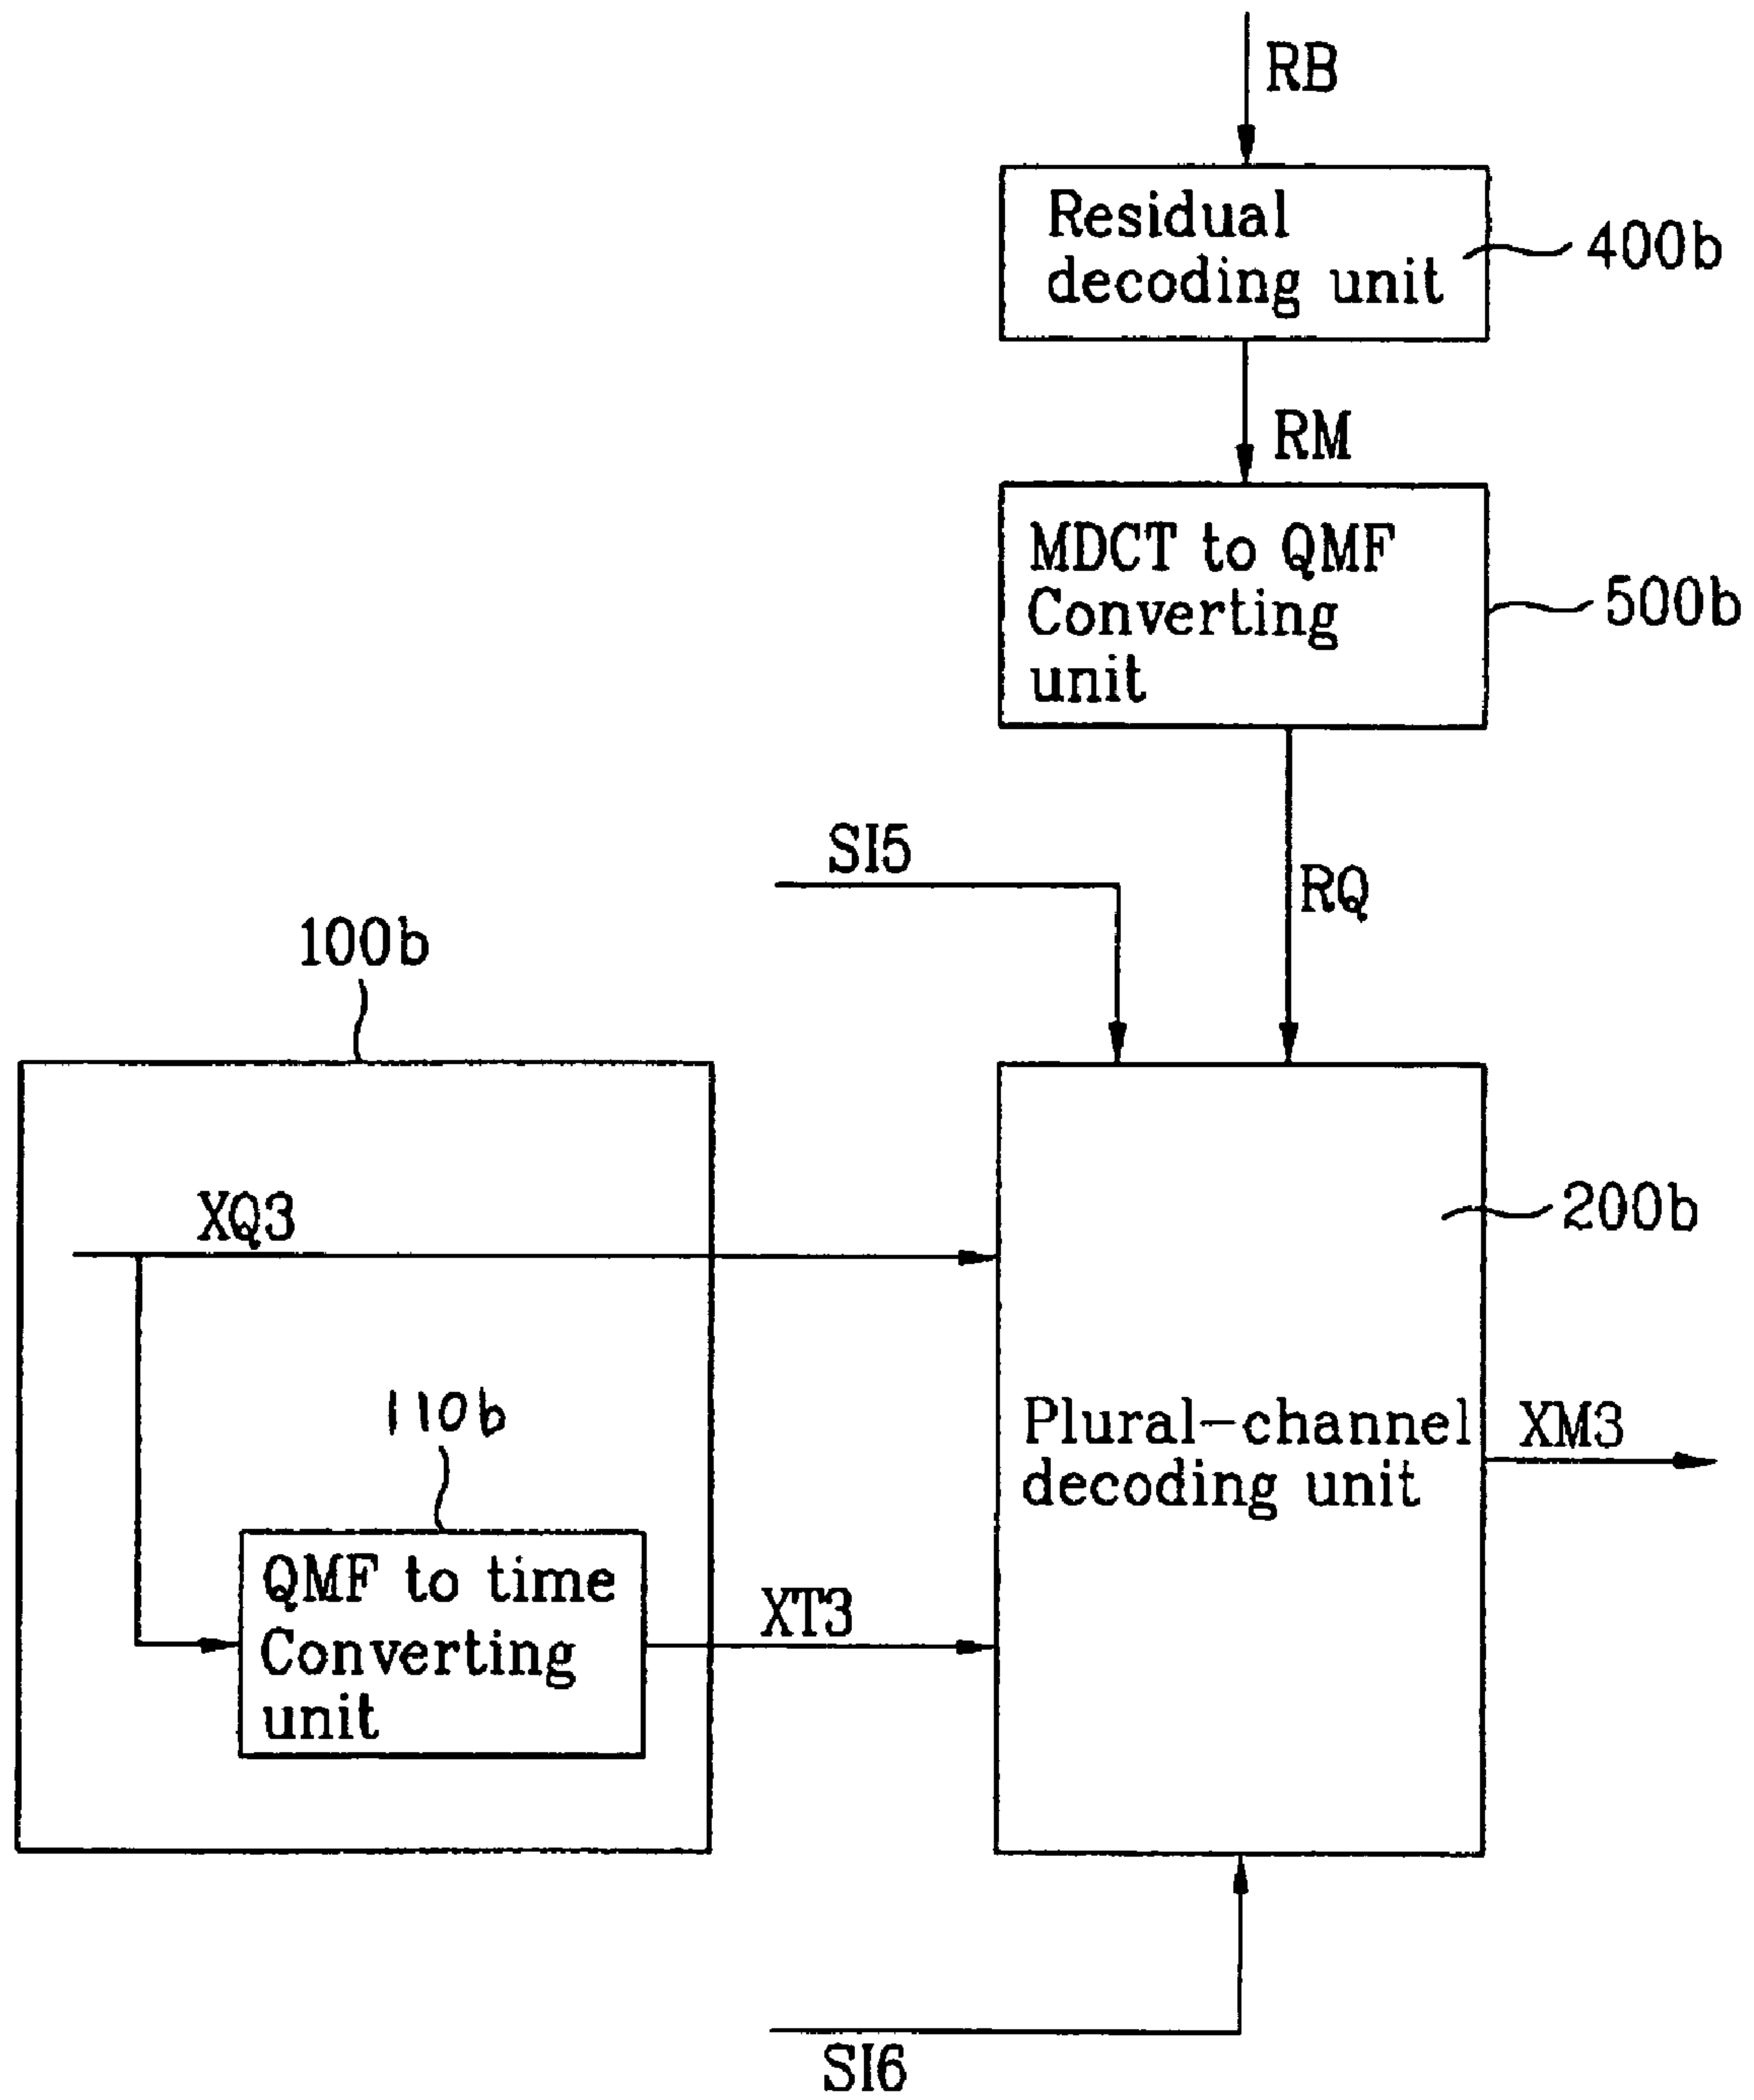 RB
Residual
decoding unit
400b
RM
MDCT to QMF
Converting
unit
500b
SI5
RQ
100b
XQ3
200b
110b
Plural-channel
decoding unit
XM3
QMF to time
Converting
unit
XT3
SI6